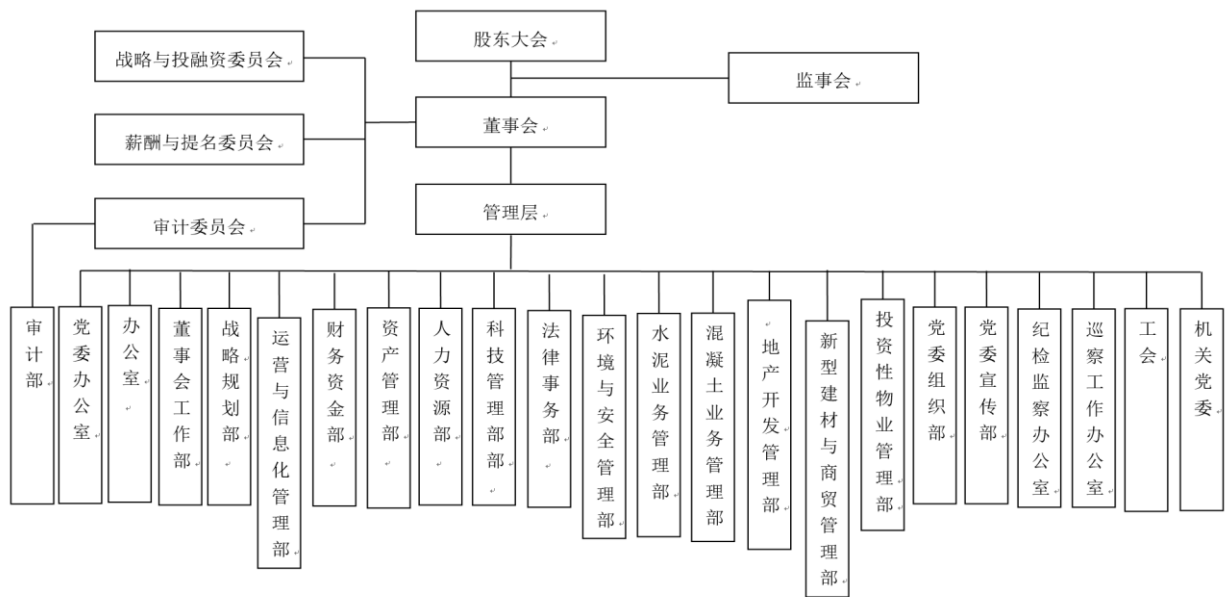 股东大会
战略与投融资委员会
监事会
董事会
薪酬与提名委员会
管理层
审计委员会
审计部
党委办公室
办公室
董事会工作部
战略规划部
运营与信息化管理部
财务资金部
资产管理部
人力资源部
科技管理部部
法律事务部
环境与安全管理部
水泥业务管理部
混凝土业务管理部
地产开发管理部
新型建材与商贸管理部
投资性物业管理部
党委组织部
党委宣传部
纪检监察办公室
巡察工作办公室
工会
机关党委